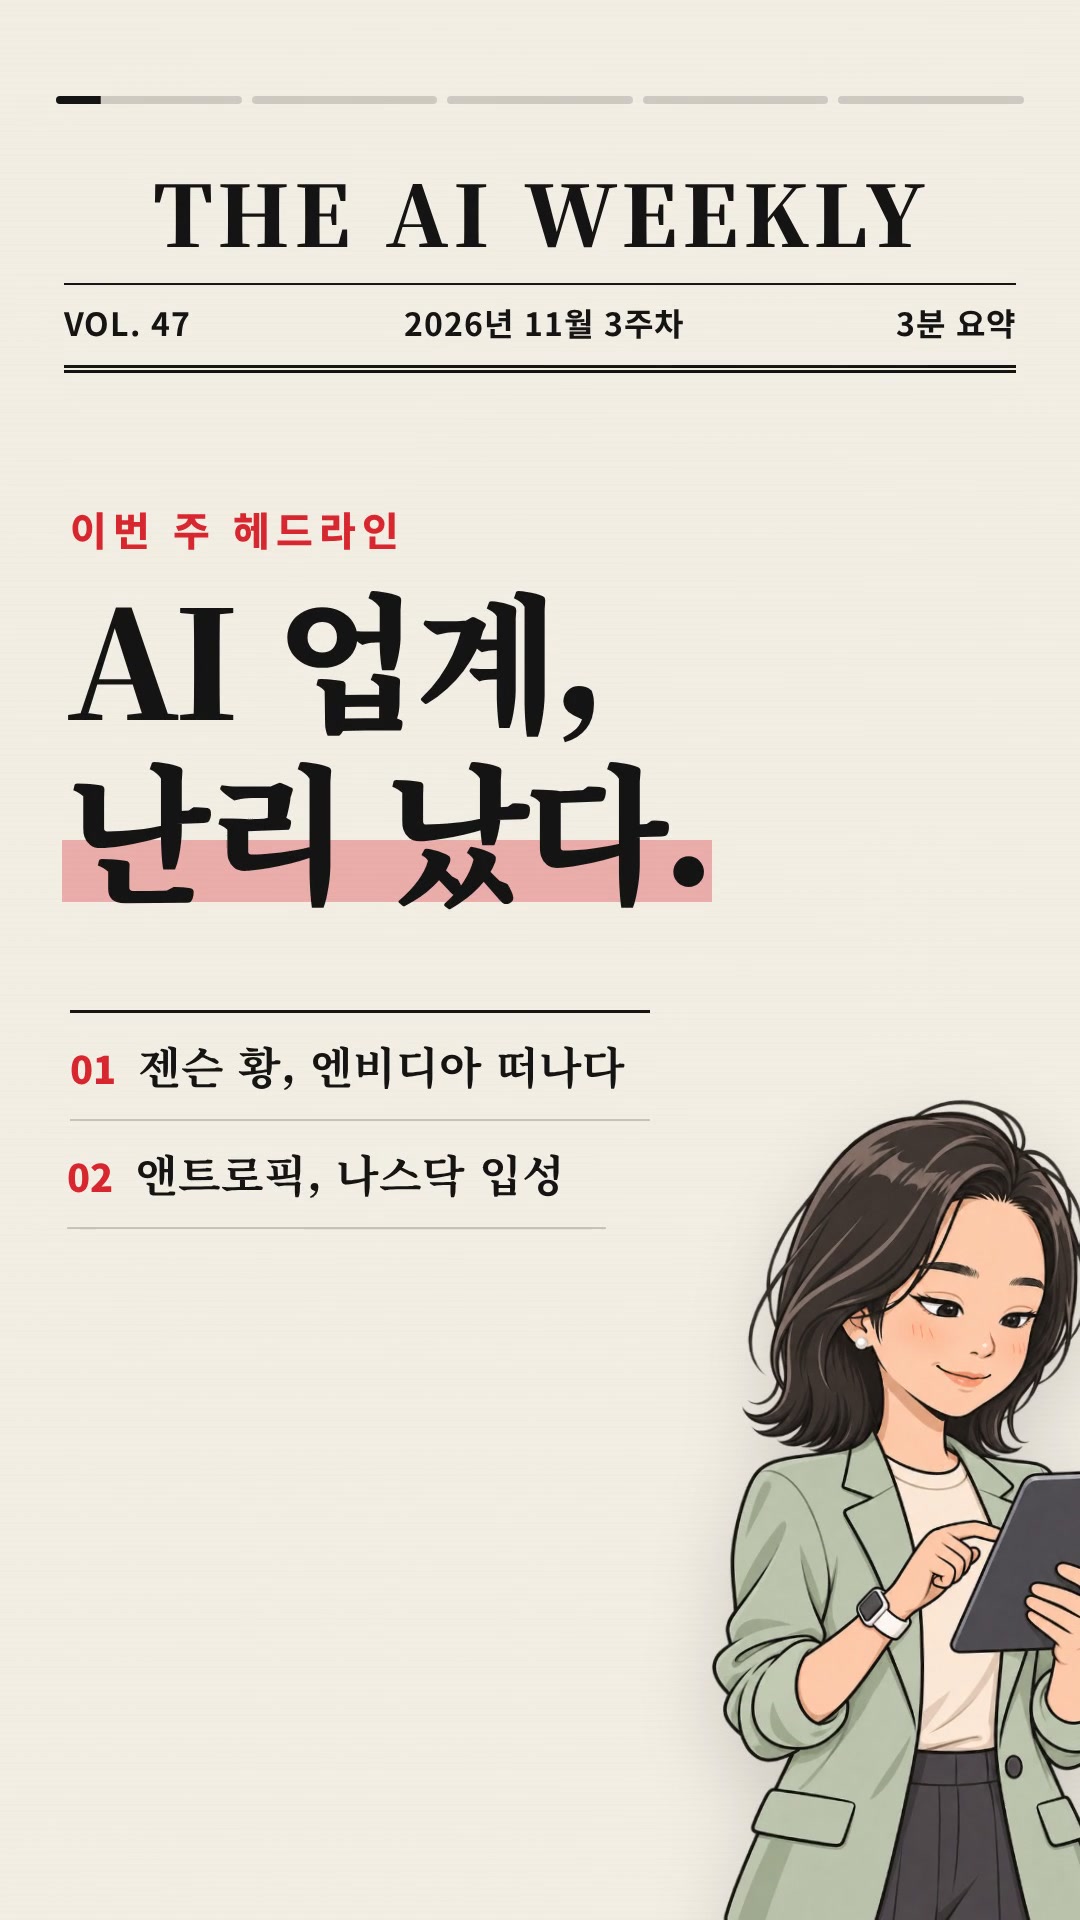 THE AI WEEKLY
VOL. 47 2026년 11월 3주차 3분 요약
이번 주 헤드라인
AI 업계,
난리 났다.
01 젠슨 황, 엔비디아 떠나다
02 앤트로픽, 나스닥 입성